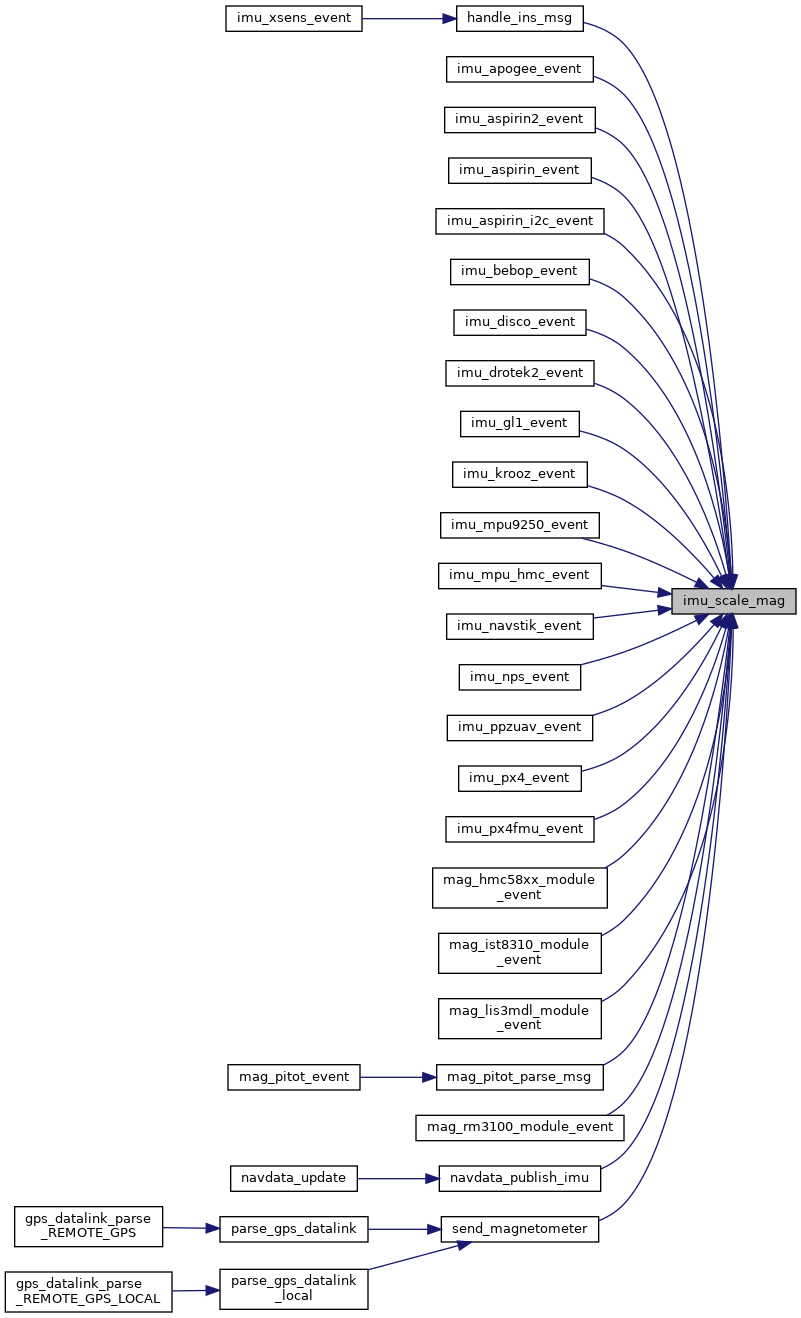 imu_xsens_event
handle_ins_msg
imu_apogee_event
imu_aspirin2_event
imu_aspirin_event
imu_aspirin_i2c_event
imu_bebop_event
imu_disco_event
imu_drotek2_event
imu_gl1_event
imu_krooz_event
imu_mpu9250_event
imu_mpu_hmc_event
imu_scale_mag
imu_navstik_event
imu_nps_event
imu_ppzuav_event
imu_px4_event
imu_px4fmu_event
mag_hmc58xx_module
_event
mag_ist8310_module
_event
mag_lis3mdl_module
_event
mag_pitot_event
mag_pitot_parse_msg
mag_rm3100_module_event
navdata_update
navdata_publish_imu
gps_datalink_parse
_REMOTE_GPS
parse_gps_datalink
send_magnetometer
gps_datalink_parse
_REMOTE_GPS_LOCAL
parse_gps_datalink
_local